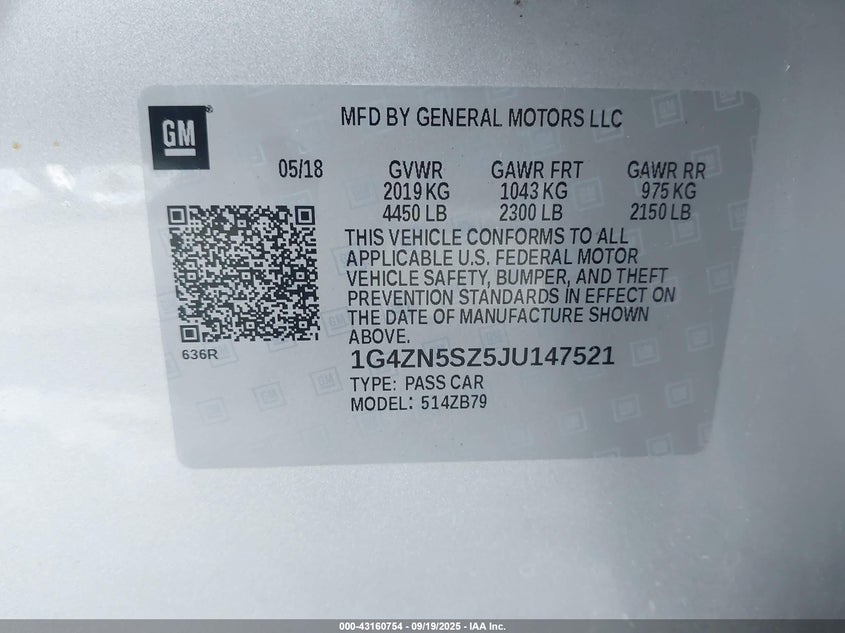 GM
MFD BY GENERAL MOTORS LLC
05/18 GVWR GAWR FRT GAWR RR
2019 KG 1043 KG 975 KG
4450 LB 2300 LB 2150 LB
THIS VEHICLE CONFORMS TO ALL
APPLICABLE U.S. FEDERAL MOTOR
VEHICLE SAFETY, BUMPER, AND THEFT
PREVENTION STANDARDS IN EFFECT ON
THE DATE OF MANUFACTURE SHOWN
ABOVE.
636R
1G4ZN5SZ5JU147521
TYPE: PASS CAR
MODEL: 514ZB79
000-43160754 - 09/19/2025 - IAA Inc.